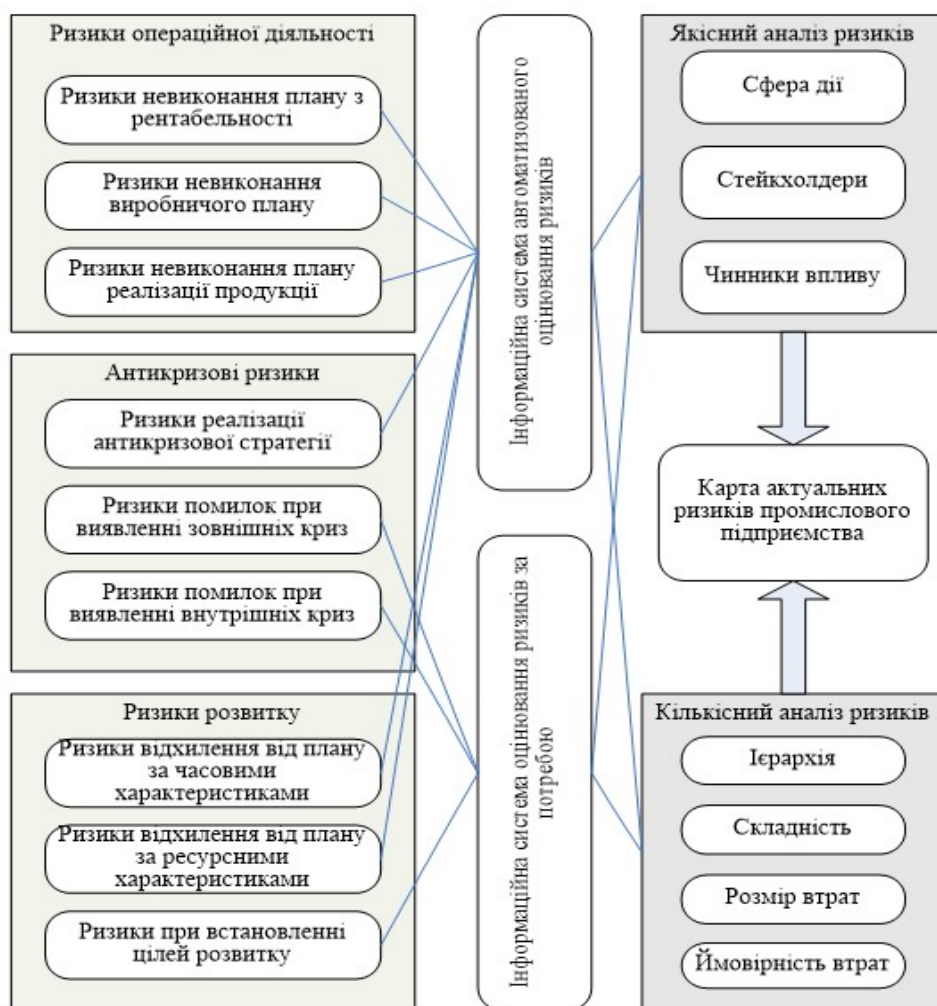 Ризики операційної діяльності
Ризики невиконання плану з
рентабельності
Ризики невиконання
виробничого плану
Ризики невиконання плану
реалізації продукції
Антикризові ризики
Ризики реалізації
антикризової стратегії
Ризики помилок при
виявленні зовнішніх криз
Ризики помилок при
виявленні внутрішніх криз
Ризики розвитку
Ризики відхилення від плану
за часовими
характеристиками
Ризики відхилення від плану
за ресурсними
характеристиками
Ризики при встановленні
цілей розвитку
Інформаційна система автоматизованого
оцінювання ризиків
Інформаційна система оцінювання ризиків за
потребою
Якісний аналіз ризиків
Сфера дії
Стейкхолдери
Чинники впливу
Карта актуальних
ризиків промислового
підприємства
Кількісний аналіз ризиків
Ієрархія
Складність
Розмір втрат
Ймовірність втрат